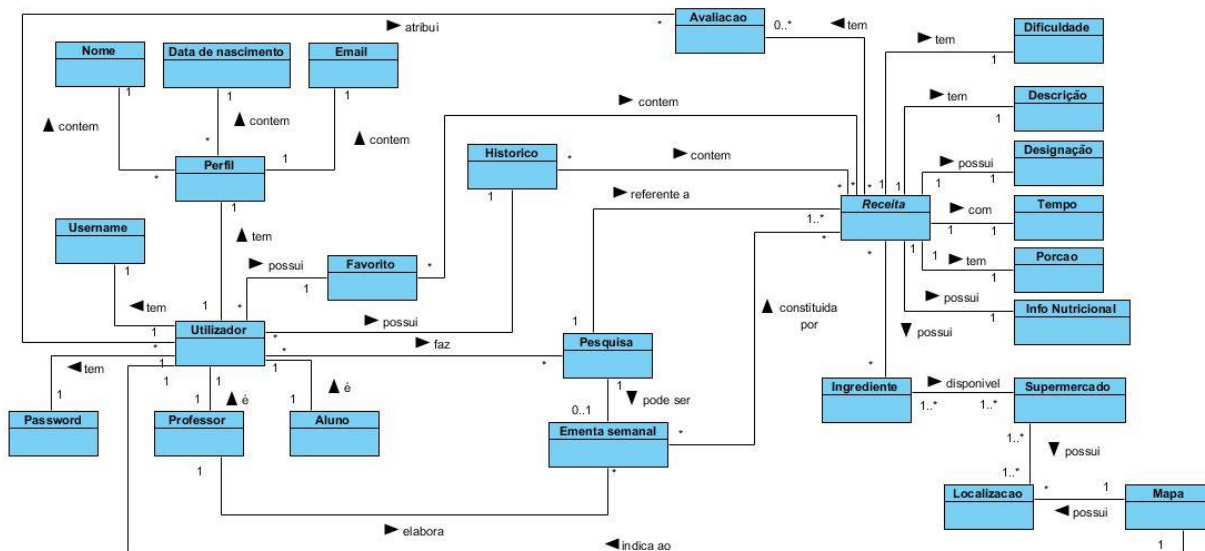 Avaliacao
atribui
*
0..*
tem
Dificuldade
tem
1
Nome
Data de nascimento
Email
1
1
1
contem
contem
contem
contem
Descrição
tem
1
Designação
possui
1
1
*
1
Perfil
*
1
Historico
*
contem
1
referente a
* * * 1 1
Receita
1..*
*
Tempo
com
1
1
Username
1
tem
possui
Favorito
*
1
*
1
1
tem
1
Porcao
possui
1
Info Nutricional
tem
1
1
Utilizador
*
*
possui
constituida
por
possui
*
faz
*
1
Pesquisa
*
tem
1
1
1
1
1
é
1
é
1
pode ser
0..1
*
Ingrediente
disponivel
Supermercado
1..*
1..*
Password
Professor
Aluno
1
Ementa semanal
*
*
1..*
possui
1..*
Localizacao
*
1
possui
Mapa
elabora
indica ao
1